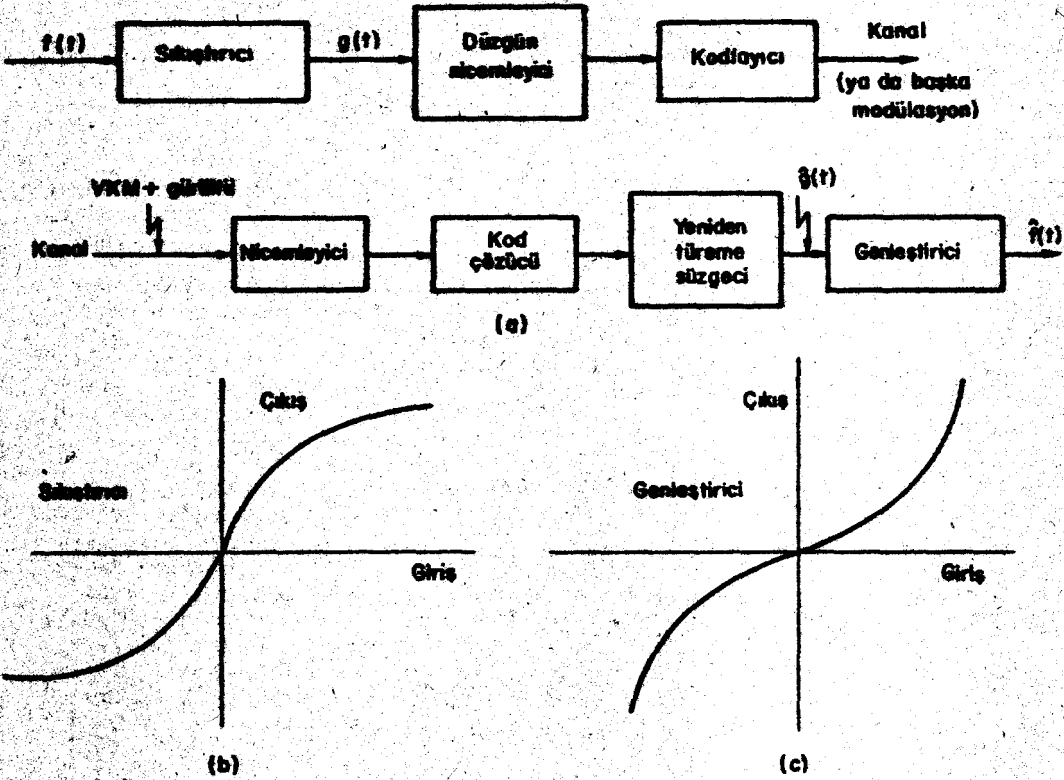 f(t)
Sıkıştırıcı
g(t)
Düzgün
nicemleyici
Kodlayıcı
Kanal
(ya da başka
modülasyon)
VKM + gürültü
Kanal
Nicemleyici
Kod
çözücü
Yeniden
türeme
süzgeci
ĝ(t)
Genleştirici
f̂(t)
(a)
Çıkış
Sıkıştırıcı
Giriş
(b)
Çıkış
Genleştirici
Giriş
(c)